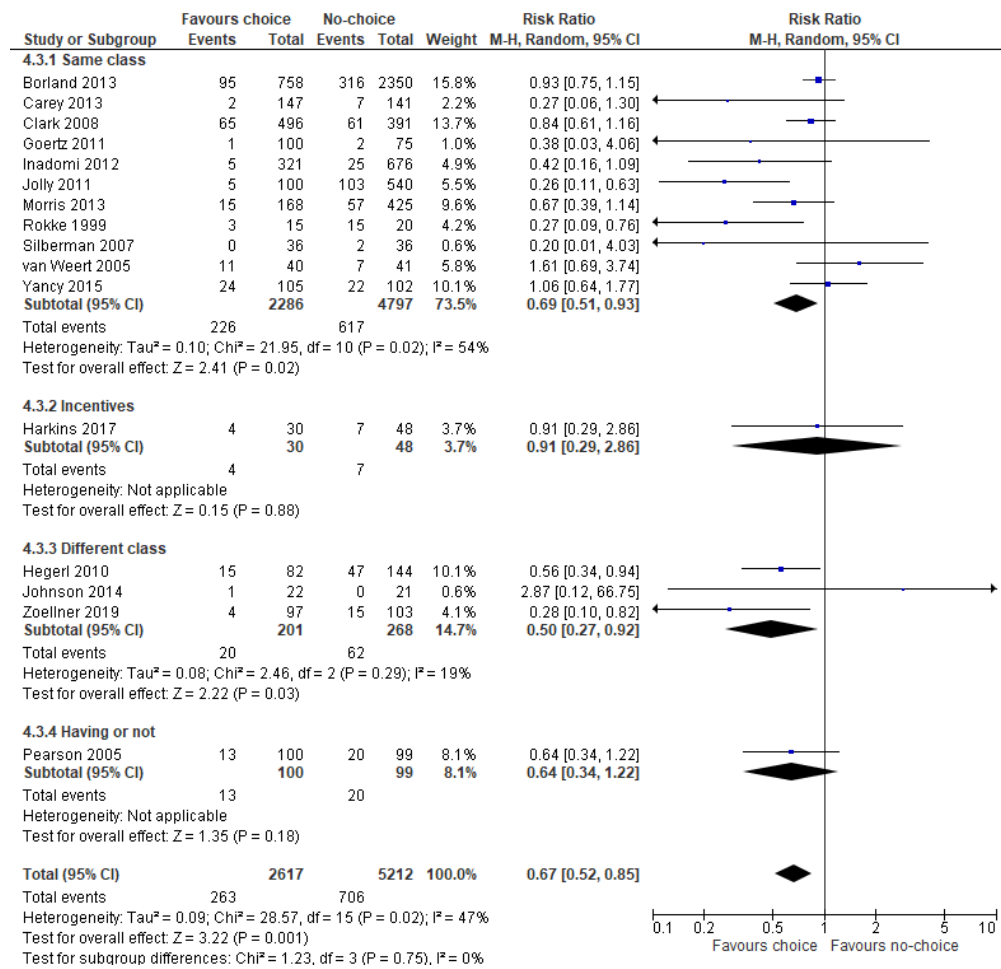 Favours choice No-choice Risk Ratio Risk Ratio
Study or Subgroup Events Total Events Total Weight M-H, Random, 95% CI M-H, Random, 95% CI
4.3.1 Same class
Borland 2013 95 758 316 2350 15.8% 0.93 [0.75, 1.15]
Carey 2013 2 147 7 141 2.2% 0.27 [0.06, 1.30]
Clark 2008 65 496 61 391 13.7% 0.84 [0.61, 1.16]
Goertz 2011 1 100 2 75 1.0% 0.38 [0.03, 4.06]
Inadomi 2012 5 321 25 676 4.9% 0.42 [0.16, 1.09]
Jolly 2011 5 100 103 540 5.5% 0.26 [0.11, 0.63]
Morris 2013 15 168 57 425 9.6% 0.67 [0.39, 1.14]
Rokke 1999 3 15 15 20 7.2% 0.27 [0.09, 0.76]
Silberman 2007 0 36 2 36 0.6% 0.20 [0.01, 4.03]
van Weert 2005 11 40 7 41 5.8% 1.61 [0.69, 3.74]
Yancy 2015 24 105 22 102 10.1% 1.06 [0.64, 1.77]
Subtotal (95% CI) 2286 4797 73.5% 0.69 [0.51, 0.93]
Total events 226 617
Heterogeneity: Tau² = 0.10; Chi² = 21.95, df = 10 (P = 0.02); I² = 54%
Test for overall effect: Z = 2.41 (P = 0.02)
4.3.2 Incentives
Harkins 2017 4 30 7 48 3.7% 0.91 [0.29, 2.86]
Subtotal (95% CI) 30 48 3.7% 0.91 [0.29, 2.86]
Total events 4 7
Heterogeneity: Not applicable
Test for overall effect: Z = 0.15 (P = 0.88)
4.3.3 Different class
Hegerl 2010 15 82 47 144 10.1% 0.56 [0.34, 0.94]
Johnson 2014 1 22 0 21 0.6% 2.87 [0.12, 66.75]
Zoellner 2019 4 97 15 103 4.1% 0.28 [0.10, 0.82]
Subtotal (95% CI) 201 268 14.7% 0.50 [0.27, 0.92]
Total events 20 62
Heterogeneity: Tau² = 0.08; Chi² = 2.46, df = 2 (P = 0.29); I² = 19%
Test for overall effect: Z = 2.22 (P = 0.03)
4.3.4 Having or not
Pearson 2005 13 100 20 99 8.1% 0.64 [0.34, 1.22]
Subtotal (95% CI) 100 99 8.1% 0.64 [0.34, 1.22]
Total events 13 20
Heterogeneity: Not applicable
Test for overall effect: Z = 1.35 (P = 0.18)
Total (95% CI) 2617 5212 100.0% 0.67 [0.52, 0.85]
Total events 263 706
Heterogeneity: Tau² = 0.09; Chi² = 28.57, df = 15 (P = 0.02); I² = 47%
Test for overall effect: Z = 3.22 (P = 0.001)
Test for subgroup differences: Chi² = 1.23, df = 3 (P = 0.75), I² = 0%
0.1 0.2 0.5 1 2 5 10
Favours choice Favours no-choice